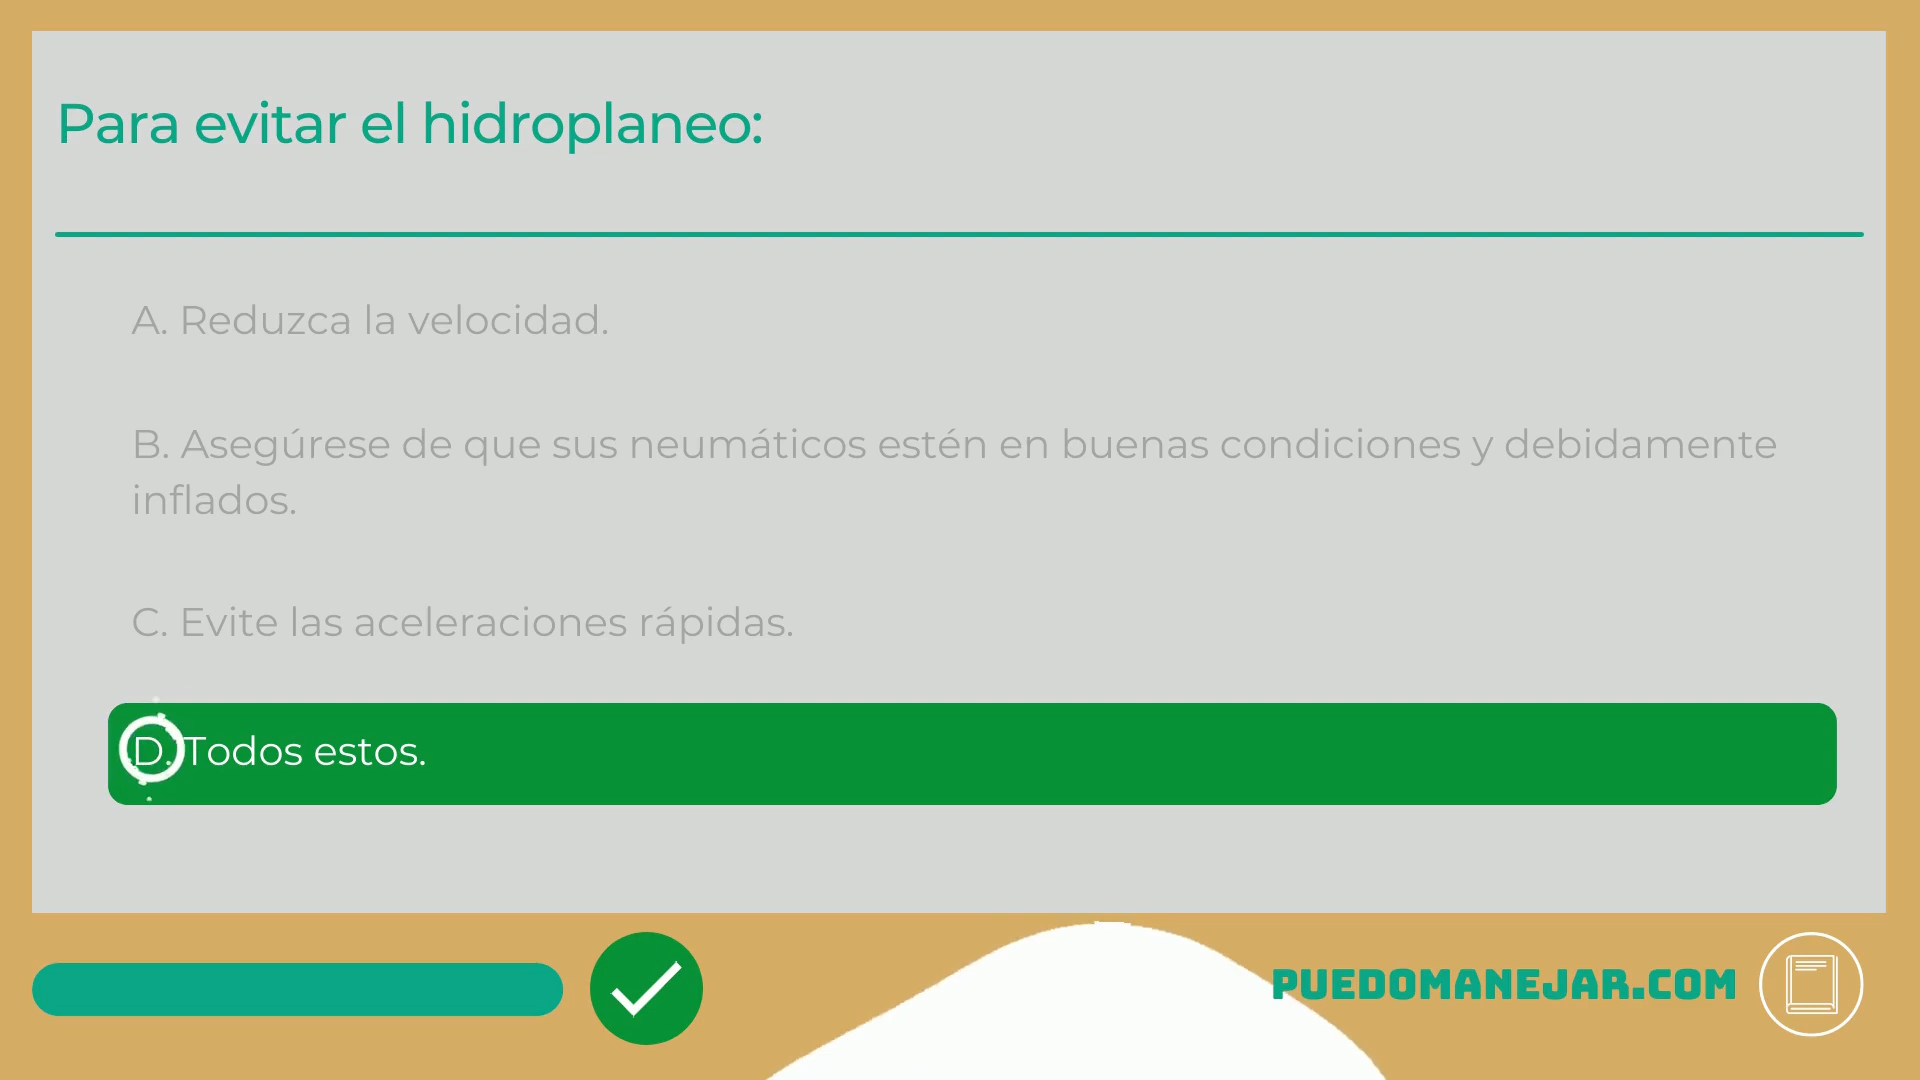 Para evitar el hidroplaneo:
A. Reduzca la velocidad.
B. Asegúrese de que sus neumáticos estén en buenas condiciones y debidamente
inflados.
C. Evite las aceleraciones rápidas.
D. Todos estos.
PUEDOMANEJAR.COM